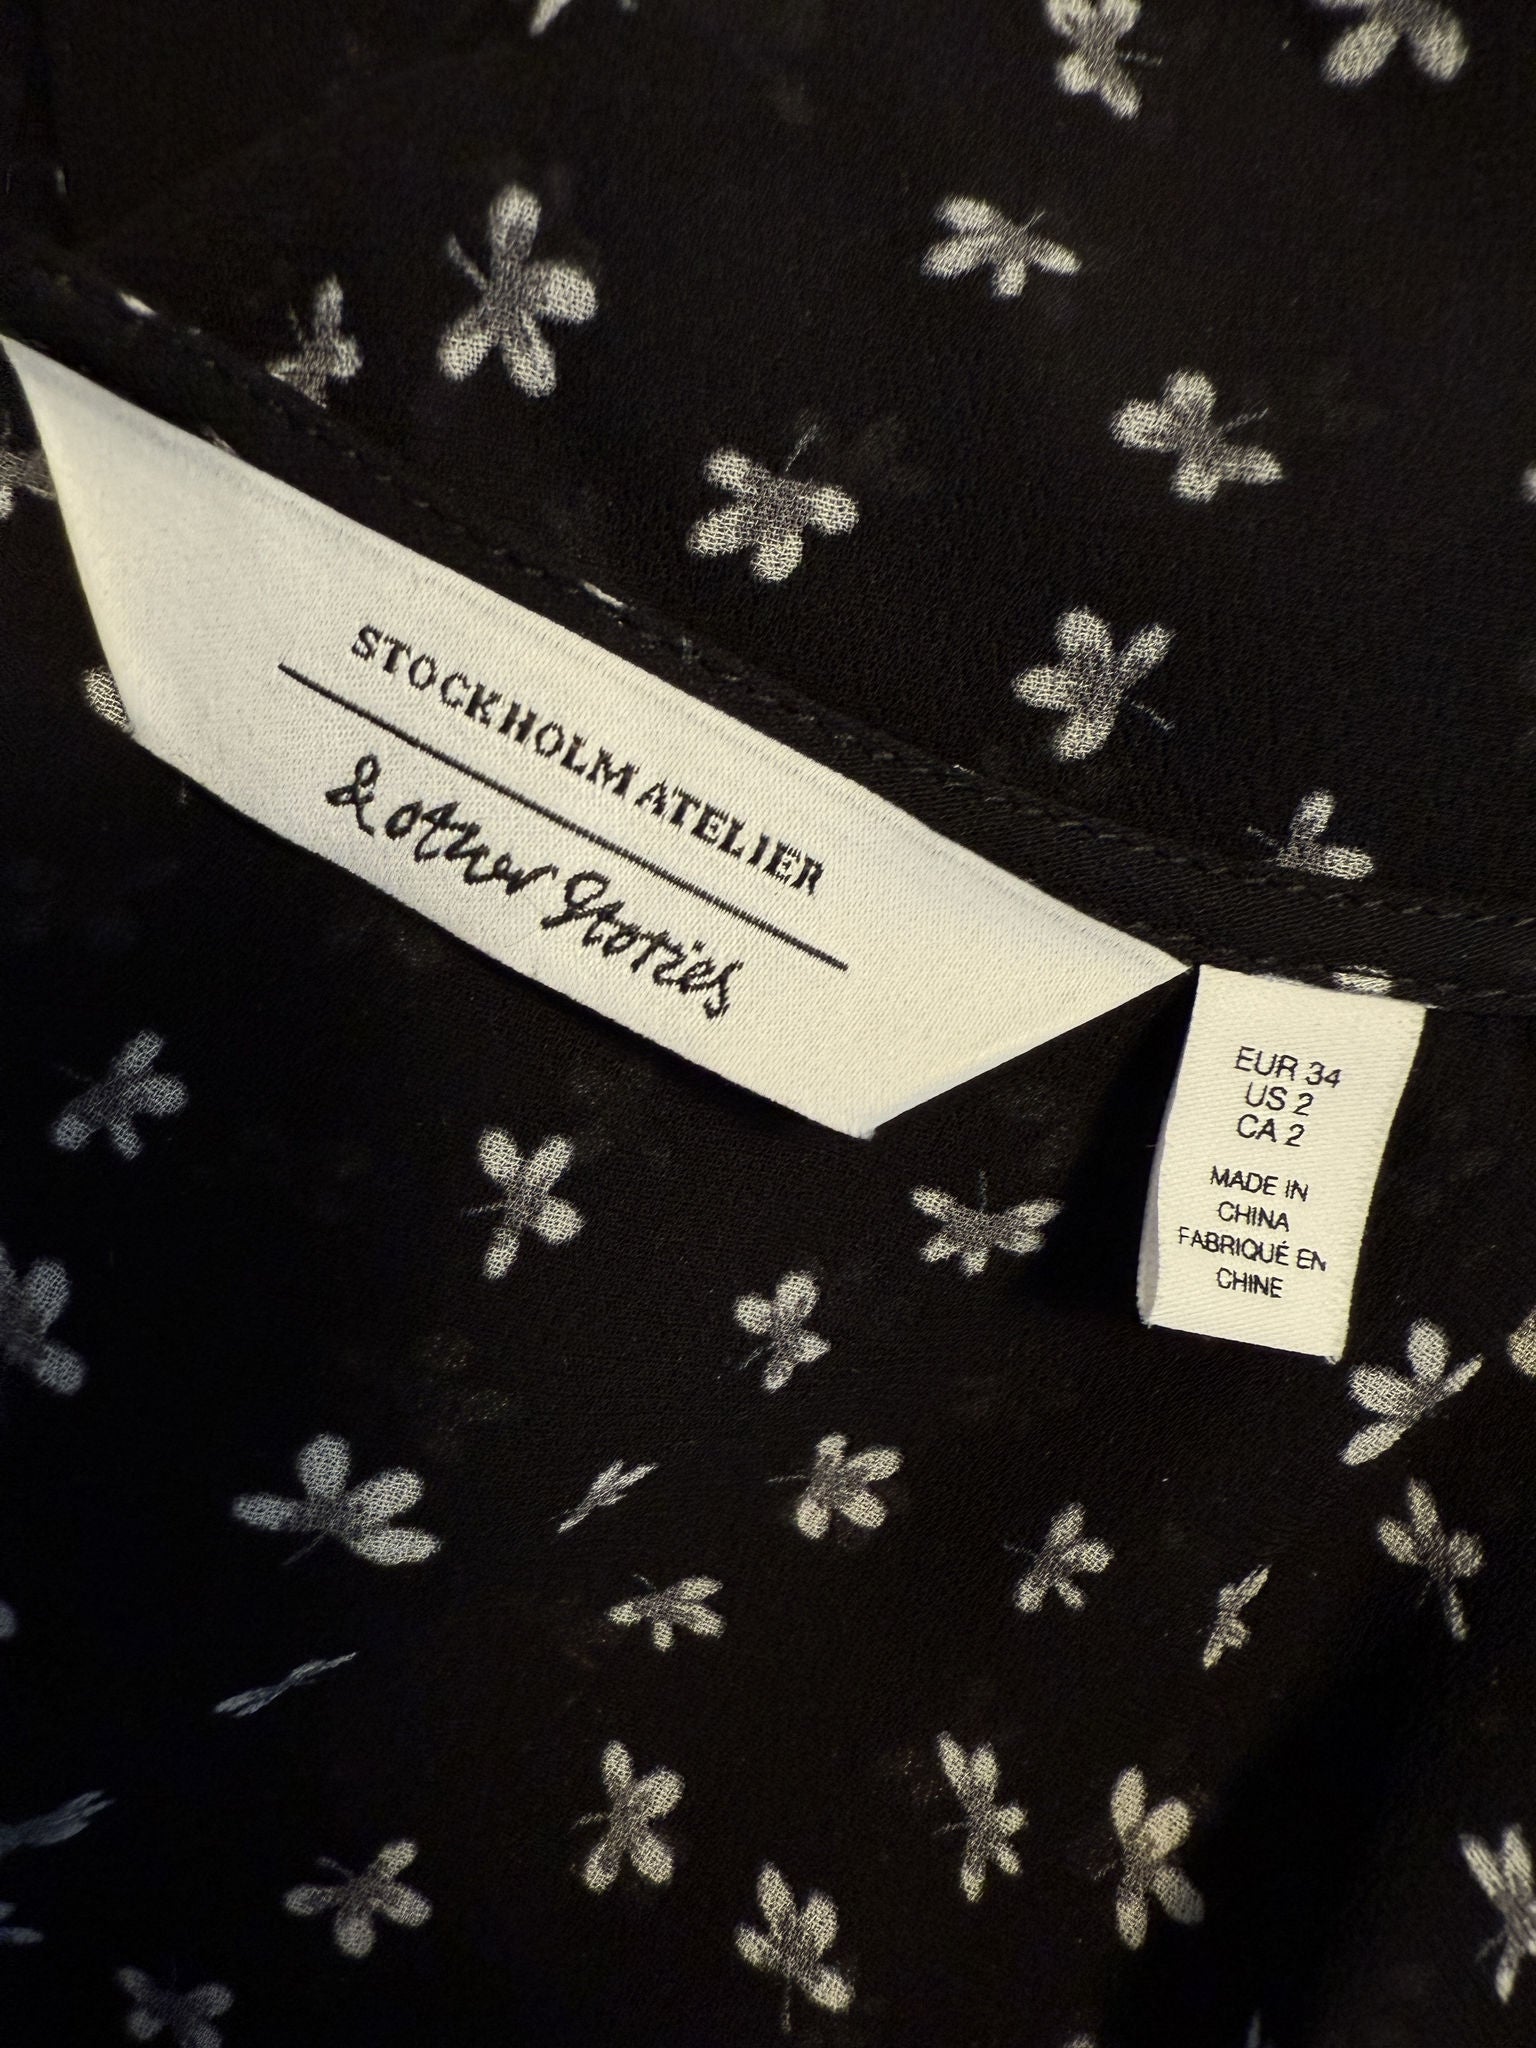 STOCKHOLM ATELIER
& other Stories
EUR 34
US 2
CA 2
MADE IN
CHINA
FABRIQUÉ EN
CHINE